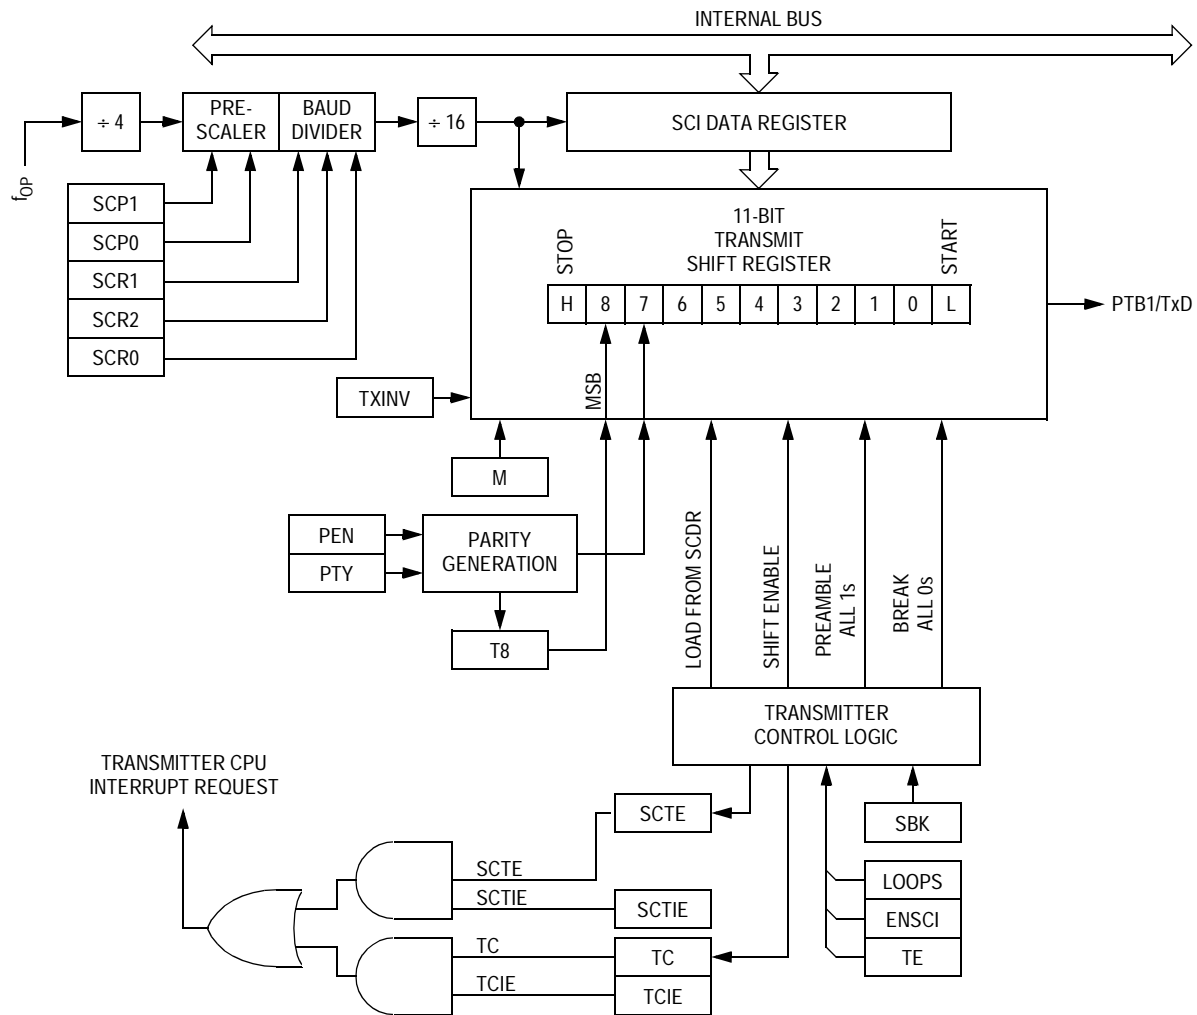 INTERNAL BUS
÷ 4
PRE-
SCALER
BAUD
DIVIDER
÷ 16
SCI DATA REGISTER
fOP
SCP1
SCP0
SCR1
SCR2
SCR0
11-BIT
TRANSMIT
SHIFT REGISTER
STOP
START
H 8 7 6 5 4 3 2 1 0 L
PTB1/TxD
MSB
TXINV
M
PEN
PTY
PARITY
GENERATION
T8
LOAD FROM SCDR
SHIFT ENABLE
PREAMBLE
ALL 1s
BREAK
ALL 0s
TRANSMITTER
CONTROL LOGIC
TRANSMITTER CPU
INTERRUPT REQUEST
SCTE
SBK
SCTE
SCTIE
SCTIE
LOOPS
ENSCI
TE
TC
TC
TCIE
TCIE